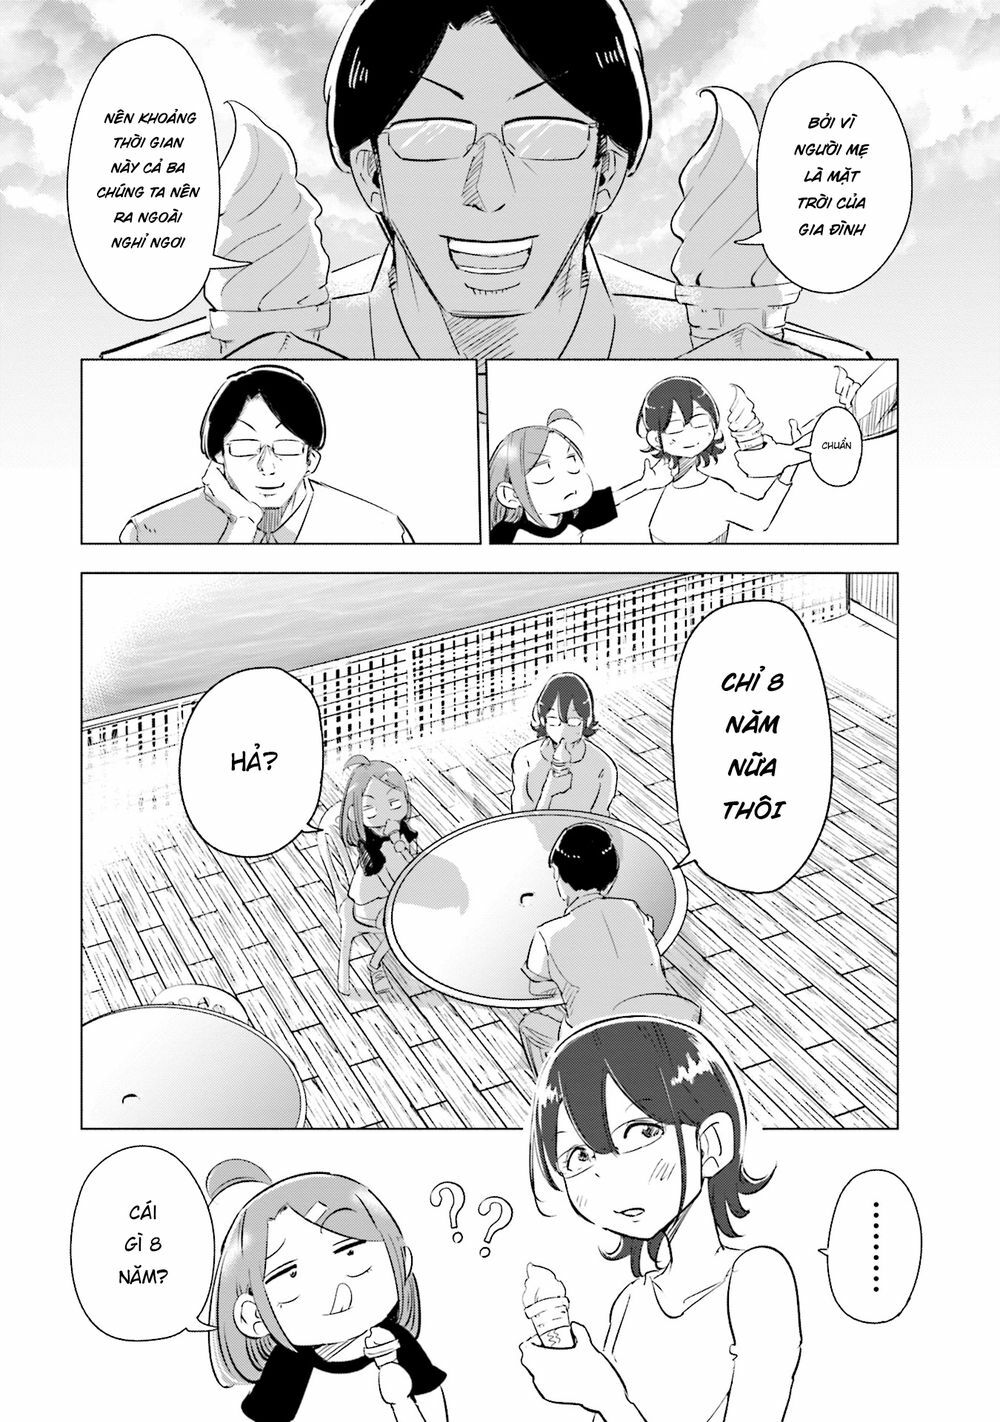 BỞI VÌ
NGƯỜI MẸ
LÀ MẶT
TRỜI CỦA
GIA ĐÌNH
NÊN KHOẢNG
THỜI GIAN
NÀY CẢ BA
CHÚNG TA NÊN
RA NGOÀI
NGHỈ NGƠI
CHUẨN
CHỈ 8
NĂM
NỮA
THÔI
HẢ?
........
??
CÁI
GÌ 8
NĂM?